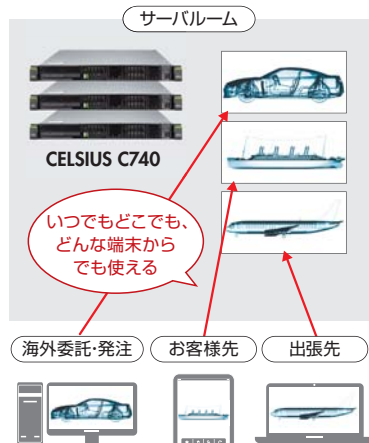 サーバルーム
CELSIUS C740
いつでもどこでも、
どんな端末から
でも使える
海外委託・発注
お客様先
出張先